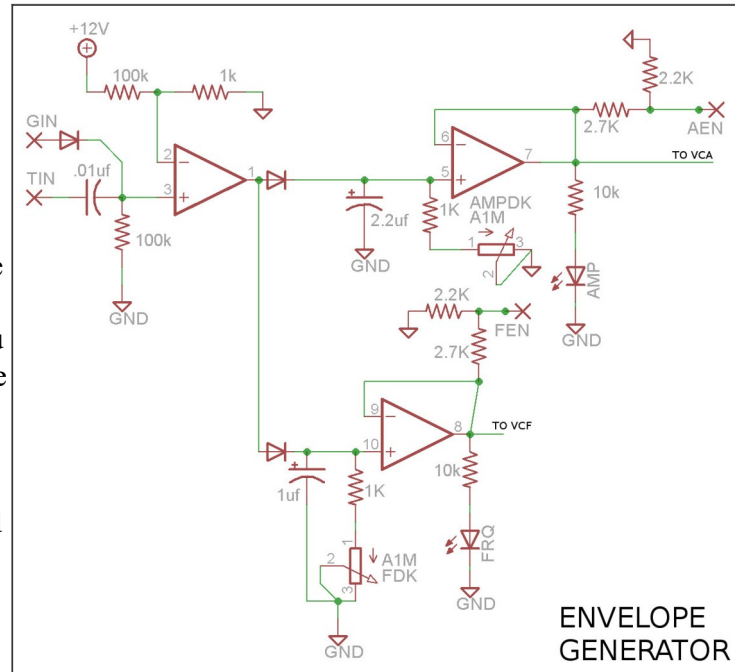 +12V
100k
1k
GIN
.01uf
TIN
2
3
1
100k
GND
6
5
7
2.7K
2.2K
AEN
TO VCA
2.2uf
GND
1K
AMPDK
A1M
1
3
2
10k
AMP
GND
2.2K
FEN
2.7K
9
10
8
TO VCF
1uf
1K
10k
1
2
3
A1M
FDK
FRQ
GND
GND
ENVELOPE
GENERATOR